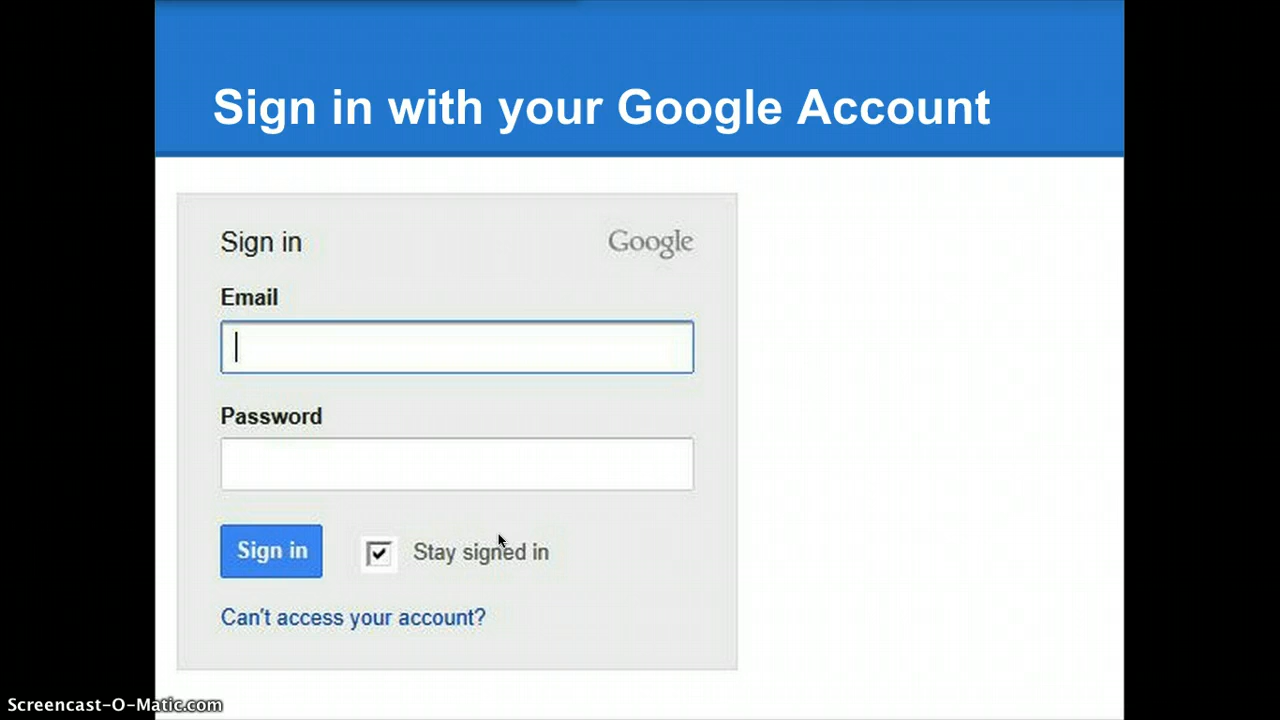 Sign in with your Google Account
Sign in
Google
Email
Password
Sign in
Stay signed in
Can't access your account?
Screencast-O-Matic.com